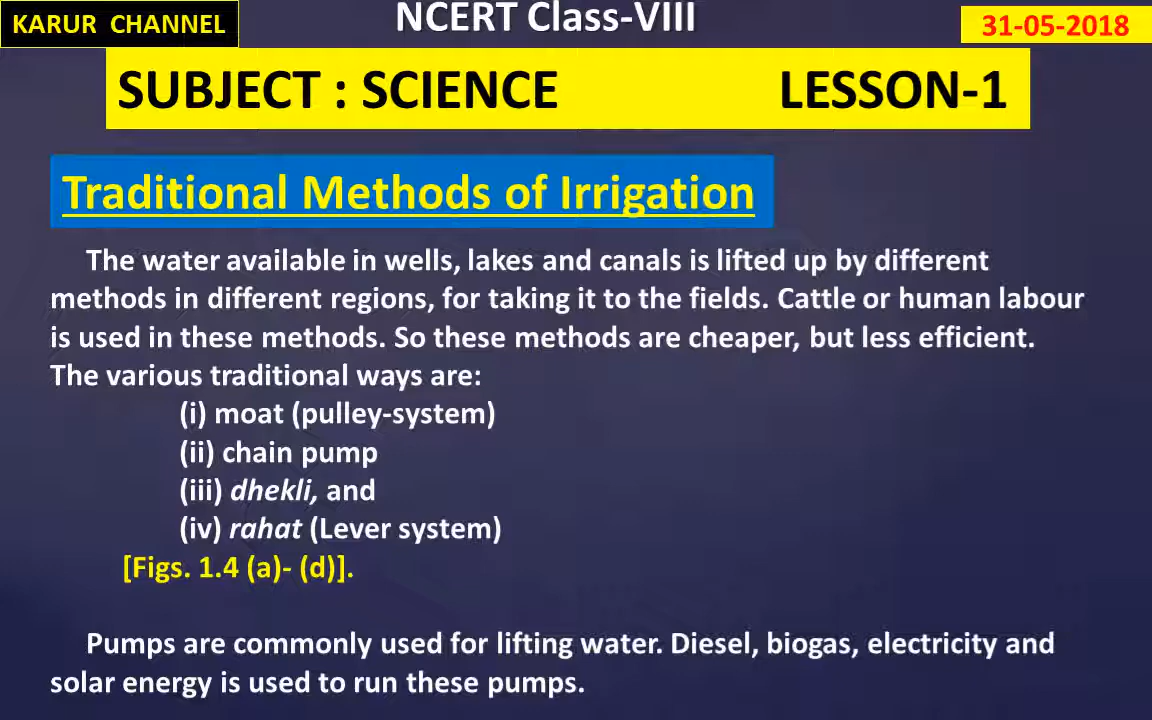 KARUR CHANNEL
NCERT Class-VIII
31-05-2018
SUBJECT : SCIENCE LESSON-1
Traditional Methods of Irrigation
The water available in wells, lakes and canals is lifted up by different
methods in different regions, for taking it to the fields. Cattle or human labour
is used in these methods. So these methods are cheaper, but less efficient.
The various traditional ways are:
(i) moat (pulley-system)
(ii) chain pump
(iii) dhekli, and
(iv) rahat (Lever system)
[Figs. 1.4 (a)- (d)].
Pumps are commonly used for lifting water. Diesel, biogas, electricity and
solar energy is used to run these pumps.